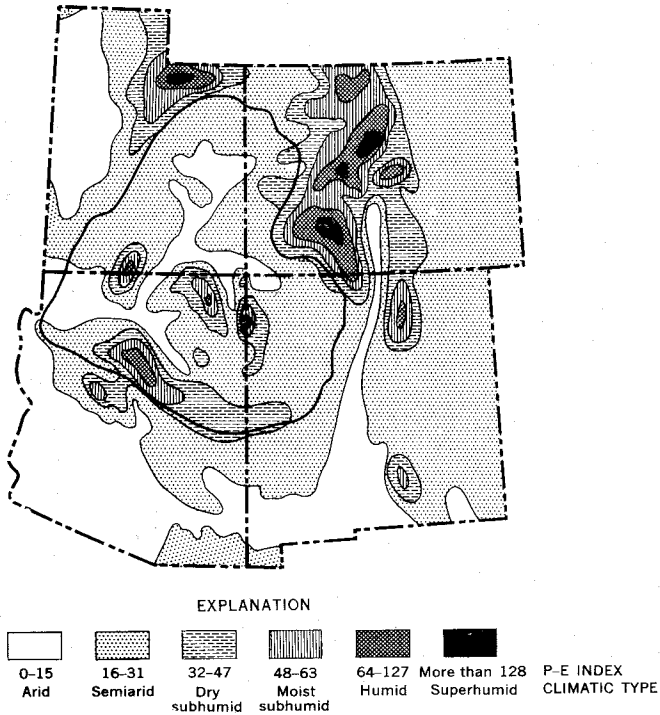 EXPLANATION
0–15 16–31 32–47 48–63 64–127 More than 128 P–E INDEX
Arid Semiarid Dry subhumid Moist subhumid Humid Superhumid CLIMATIC TYPE